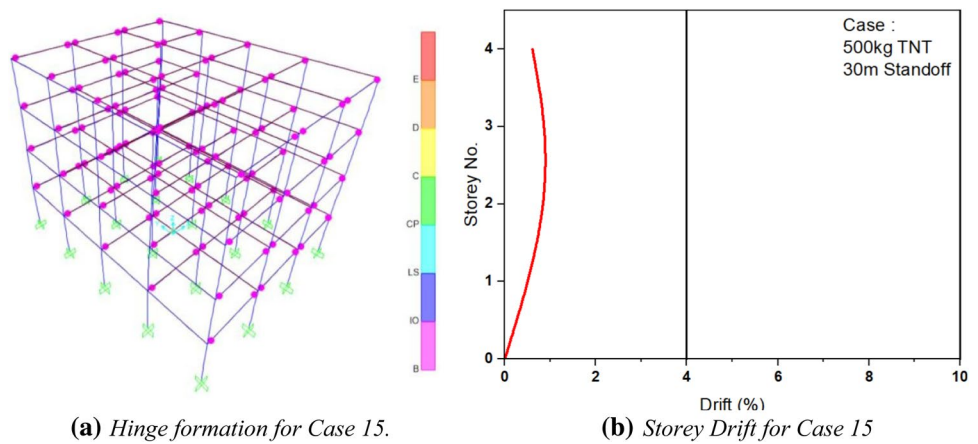 E
D
C
CP
LS
IO
B
Case :
500kg TNT
30m Standoff
4
3
2
1
0
Storey No.
0 2 4 6 8 10
Drift (%)
(a) Hinge formation for Case 15.
(b) Storey Drift for Case 15